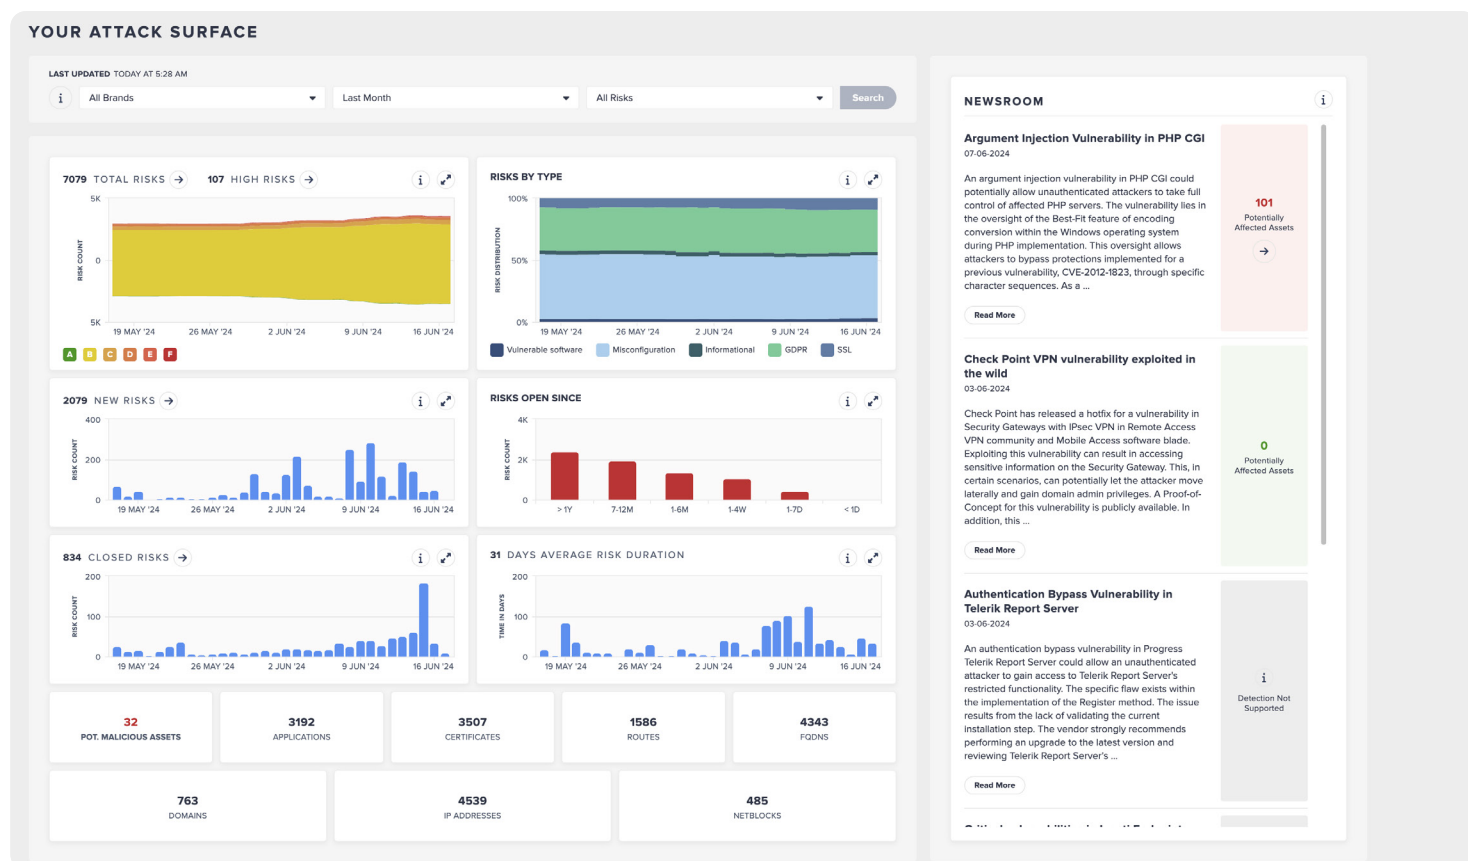 YOUR ATTACK SURFACE
LAST UPDATED TODAY AT 5:28 AM
i All Brands Last Month All Risks Search
7079 TOTAL RISKS 107 HIGH RISKS i
5K
0
5K
RISK COUNT
19 MAY '24 26 MAY '24 2 JUN '24 9 JUN '24 16 JUN '24
A B C D E F
RISKS BY TYPE i
100%
50%
0%
RISK DISTRIBUTION
19 MAY '24 26 MAY '24 2 JUN '24 9 JUN '24 16 JUN '24
Vulnerable software Misconfiguration Informational GDPR SSL
2079 NEW RISKS i
400
200
0
RISK COUNT
19 MAY '24 26 MAY '24 2 JUN '24 9 JUN '24 16 JUN '24
RISKS OPEN SINCE i
4K
2K
0
RISK COUNT
> 1Y 7-12M 1-6M 1-4W 1-7D < 1D
834 CLOSED RISKS i
200
100
0
RISK COUNT
19 MAY '24 26 MAY '24 2 JUN '24 9 JUN '24 16 JUN '24
31 DAYS AVERAGE RISK DURATION i
200
100
0
TIME IN DAYS
19 MAY '24 26 MAY '24 2 JUN '24 9 JUN '24 16 JUN '24
32
POT. MALICIOUS ASSETS
3192
APPLICATIONS
3507
CERTIFICATES
1586
ROUTES
4343
FQDNS
763
DOMAINS
4539
IP ADDRESSES
485
NETBLOCKS
NEWSROOM i
Argument Injection Vulnerability in PHP CGI
07-06-2024
An argument injection vulnerability in PHP CGI could
potentially allow unauthenticated attackers to take full
control of affected PHP servers. The vulnerability lies in
the oversight of the Best-Fit feature of encoding
conversion within the Windows operating system
during PHP implementation. This oversight allows
attackers to bypass protections implemented for a
previous vulnerability, CVE-2012-1823, through specific
character sequences. As a ...
Read More
101
Potentially
Affected Assets
Check Point VPN vulnerability exploited in
the wild
03-06-2024
Check Point has released a hotfix for a vulnerability in
Security Gateways with IPsec VPN in Remote Access
VPN community and Mobile Access software blade.
Exploiting this vulnerability can result in accessing
sensitive information on the Security Gateway. This, in
certain scenarios, can potentially let the attacker move
laterally and gain domain admin privileges. A Proof-of-
Concept for this vulnerability is publicly available. In
addition, this ...
Read More
0
Potentially
Affected Assets
Authentication Bypass Vulnerability in
Telerik Report Server
03-06-2024
An authentication bypass vulnerability in Progress
Telerik Report Server could allow an unauthenticated
attacker to gain access to Telerik Report Server's
restricted functionality. The specific flaw exists within
the implementation of the Register method. The issue
results from the lack of validating the current
installation step. The vendor strongly recommends
performing an upgrade to the latest version and
reviewing Telerik Report Server's ...
Read More
i
Detection Not
Supported